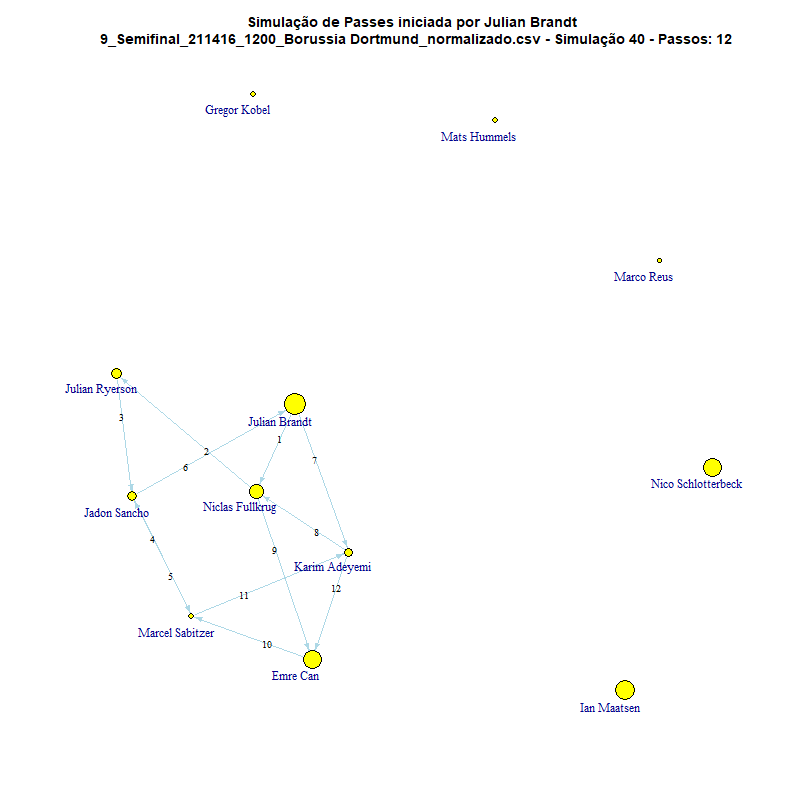 Simulação de Passes iniciada por Julian Brandt
9_Semifinal_211416_1200_Borussia Dortmund_normalizado.csv - Simulação 40 - Passos: 12
Gregor Kobel
Mats Hummels
Marco Reus
Julian Ryerson
3
Julian Brandt
1
2
7
6
Nico Schlotterbeck
Niclas Fullkrug
Jadon Sancho
8
4
9
Karim Adeyemi
5
12
11
Marcel Sabitzer
10
Emre Can
Ian Maatsen